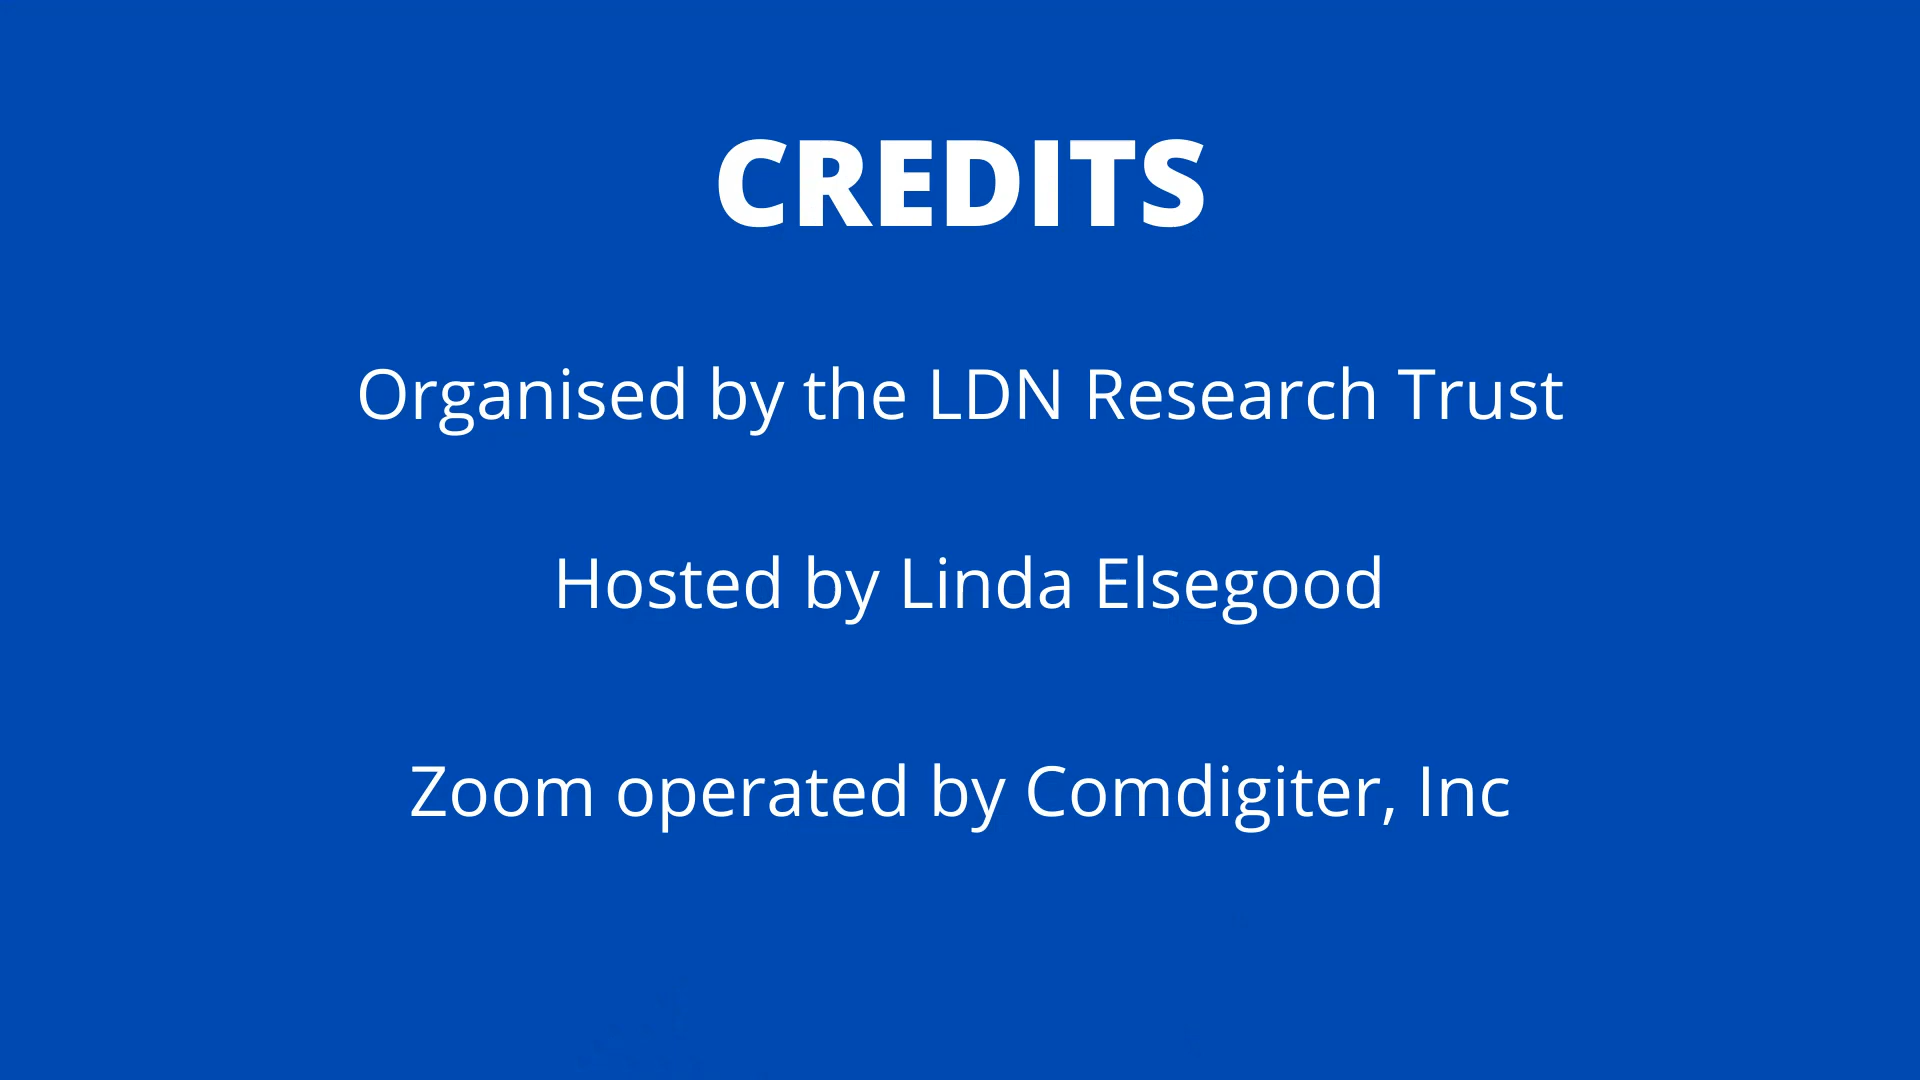 CREDITS
Organised by the LDN Research Trust
Hosted by Linda Elsegood
Zoom operated by Comdigiter, Inc